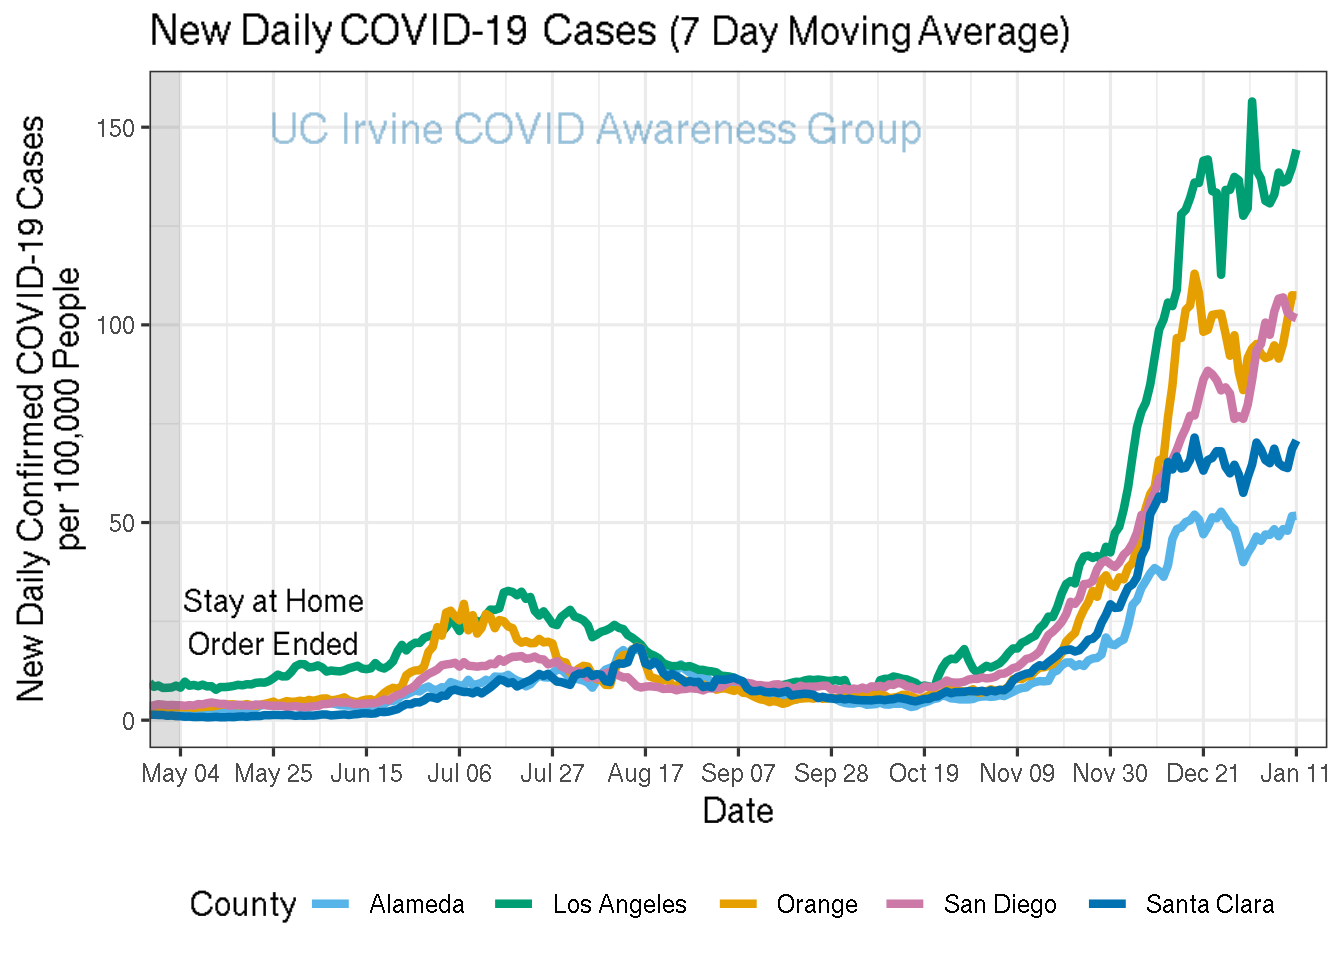 New Daily COVID-19 Cases (7 Day Moving Average)
UC Irvine COVID Awareness Group
New Daily Confirmed COVID-19 Cases
per 100,000 People
150
100
50
0
Stay at Home
Order Ended
May 04 May 25 Jun 15 Jul 06 Jul 27 Aug 17 Sep 07 Sep 28 Oct 19 Nov 09 Nov 30 Dec 21 Jan 11
Date
County Alameda Los Angeles Orange San Diego Santa Clara